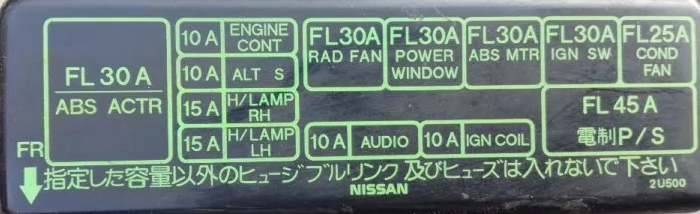 FL 30 A
ABS ACTR
10 A ENGINE CONT
10 A ALT S
15 A H/LAMP RH
15 A H/LAMP LH
FL30A
RAD FAN
FL30A
POWER
WINDOW
FL30A
ABS MTR
FL30A
IGN SW
FL25A
COND
FAN
FL 45 A
電制P/S
10 A AUDIO
10 A IGN COIL
FR
指定した容量以外のヒュージブルリンク及びヒューズは入れないで下さい
NISSAN
2U500